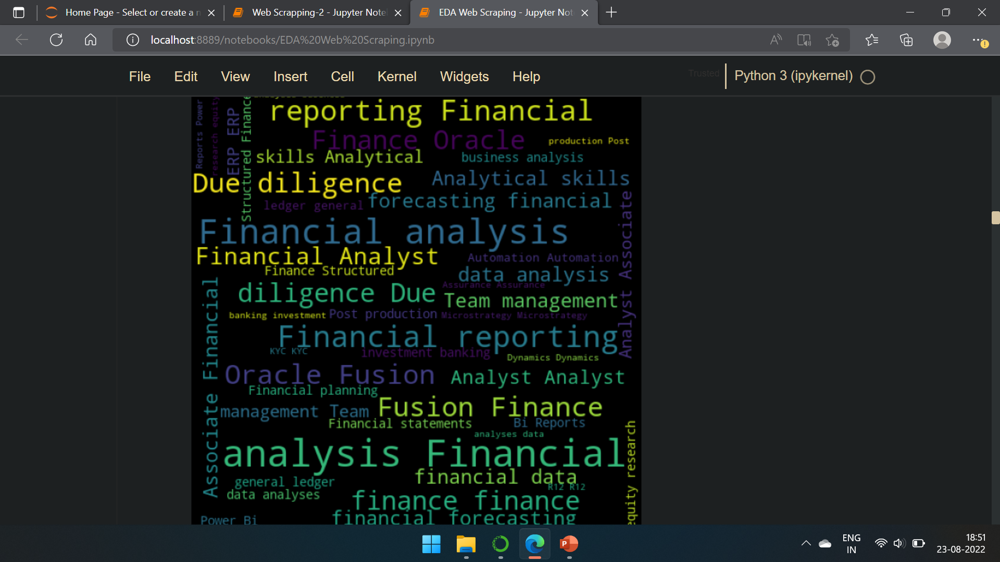 Home Page - Select or create a n
Web Scrapping-2 - Jupyter Note
EDA Web Scraping - Jupyter Not
localhost:8889/notebooks/EDA%20Web%20Scraping.ipynb
File Edit View Insert Cell Kernel Widgets Help
Trusted
Python 3 (ipykernel)
Reports Power
research equity
ERP ERP
Structured Finance
reporting Financial
Finance Oracle
production Post
skills Analytical
business analysis
Due diligence
Analytical skills
ledger general
forecasting financial
Financial analysis
Analyst Associate
Financial Analyst
Automation Automation
Finance Structured
data analysis
Associate Financial
diligence Due
Assurance Assurance
Team management
banking investment
Post production
Microstrategy Microstrategy
Financial reporting
KYC KYC
investment banking
Dynamics Dynamics
Oracle Fusion
Analyst Analyst
Financial planning
management Team
Fusion Finance
Financial statements
Bi Reports
analyses data
analysis Financial
equity research
financial data
general ledger
R12 R12
data analyses
finance finance
Power Bi
financial forecasting
ENG
IN
18:51
23-08-2022